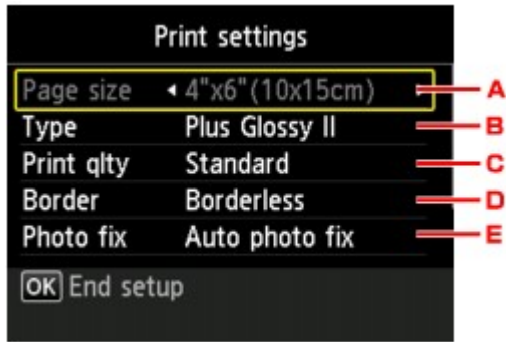 Print settings
Page size 4"x6"(10x15cm) A
Type Plus Glossy II B
Print qlty Standard C
Border Borderless D
Photo fix Auto photo fix E
OK End setup